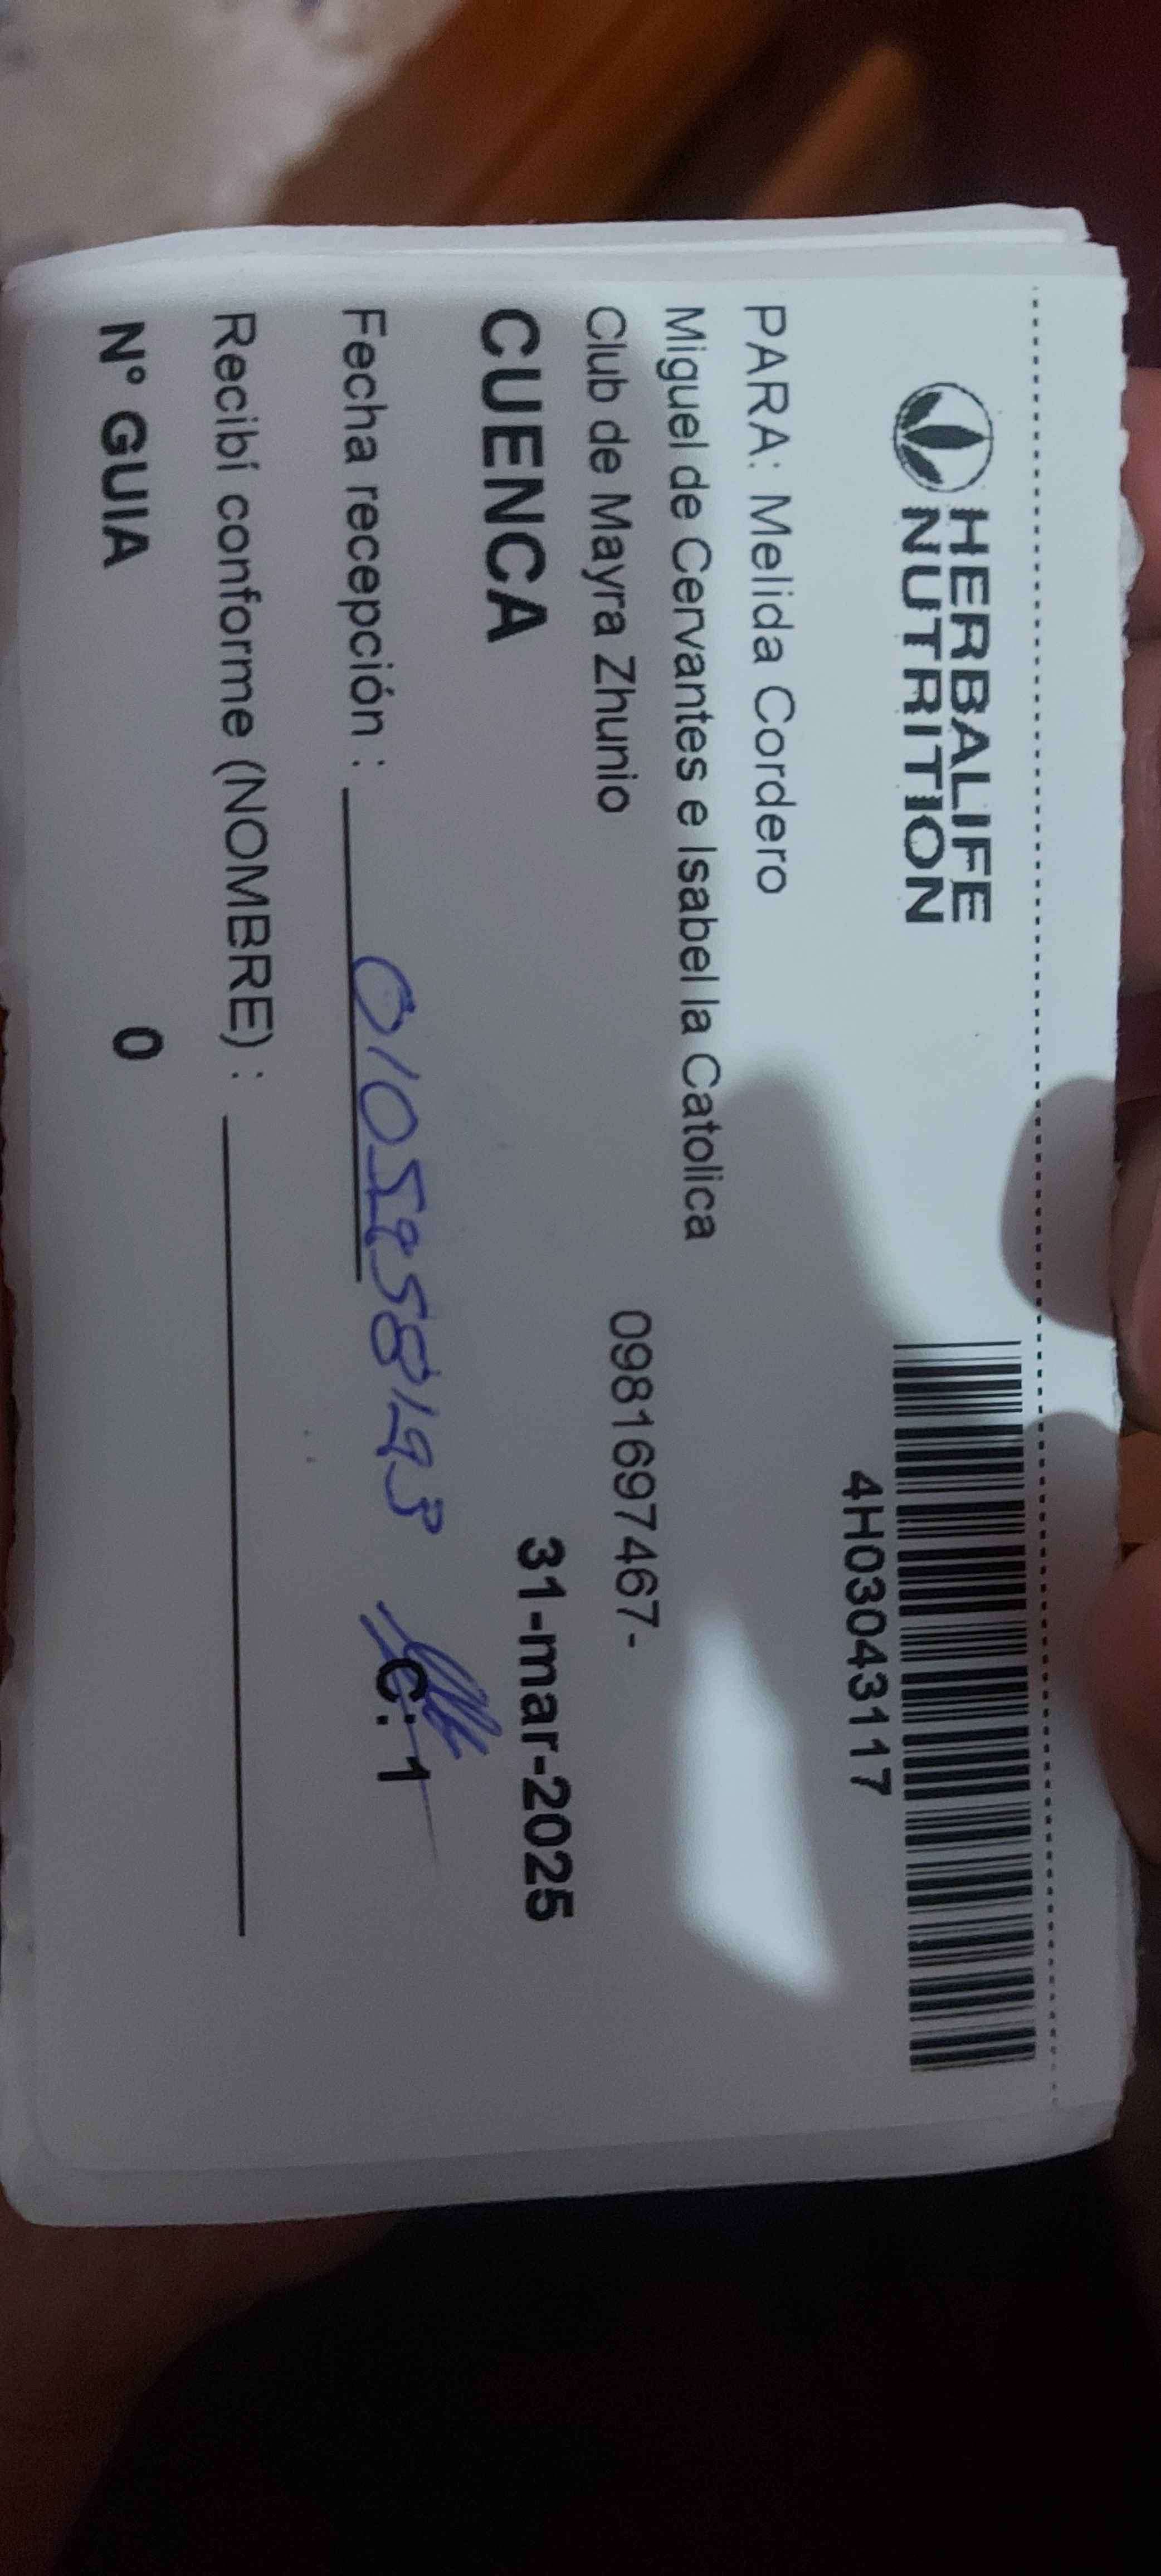 HERBALIFE
NUTRITION
4H03043117
PARA: Melida Cordero
Miguel de Cervantes e Isabel la Catolica
Club de Mayra Zhunio
0981697467-
CUENCA
31-mar-2025
Fecha recepción :
C: 1
Recibí conforme (NOMBRE) :
N° GUIA 0